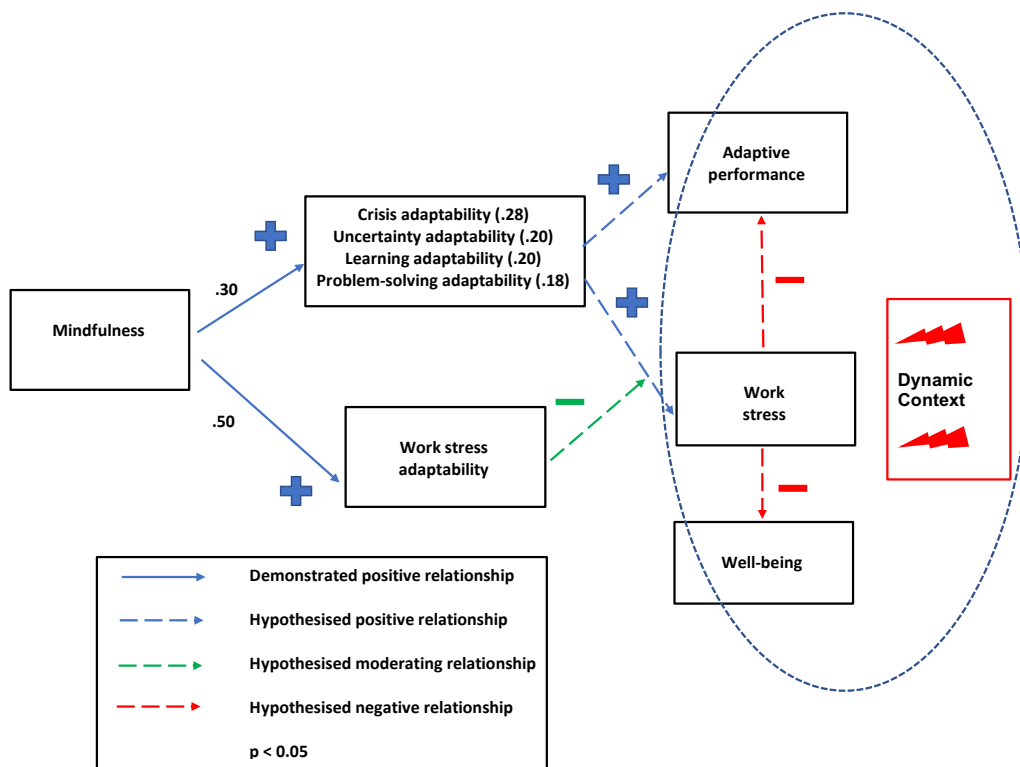 Adaptive
performance
Crisis adaptability (.28)
Uncertainty adaptability (.20)
Learning adaptability (.20)
Problem-solving adaptability (.18)
.30
Mindfulness
.50
Work stress
adaptability
Work
stress
Dynamic
Context
Well-being
Demonstrated positive relationship
Hypothesised positive relationship
Hypothesised moderating relationship
Hypothesised negative relationship
p < 0.05